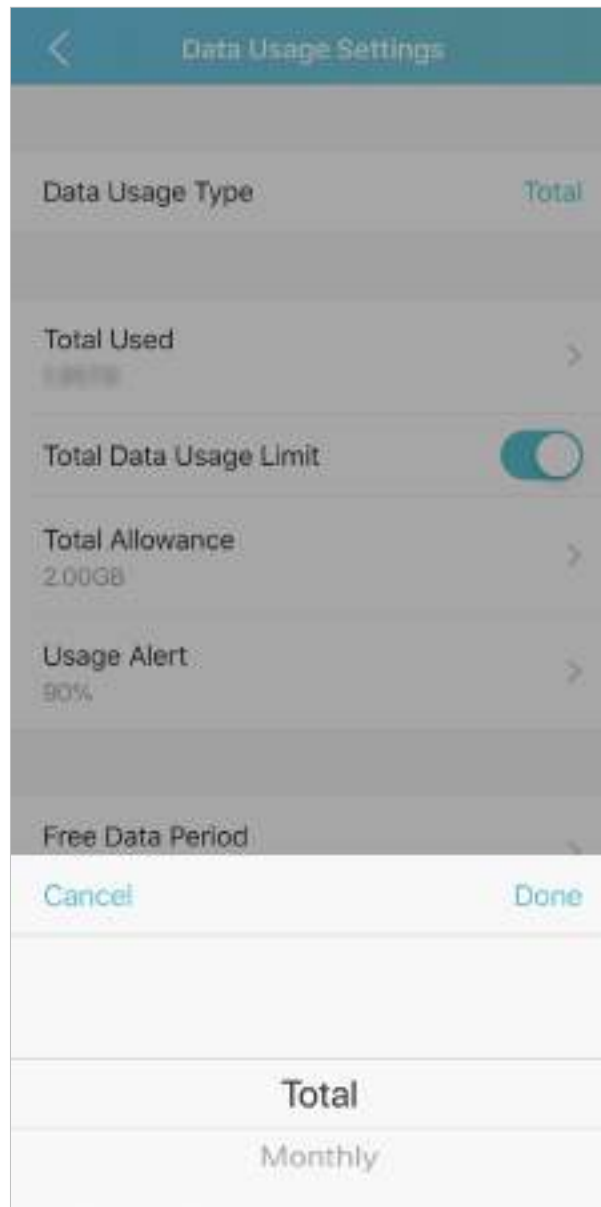 Data Usage Settings
Data Usage Type Total
Total Used
Total Data Usage Limit
Total Allowance
2.00GB
Usage Alert
90%
Free Data Period
Cancel Done
Total
Monthly